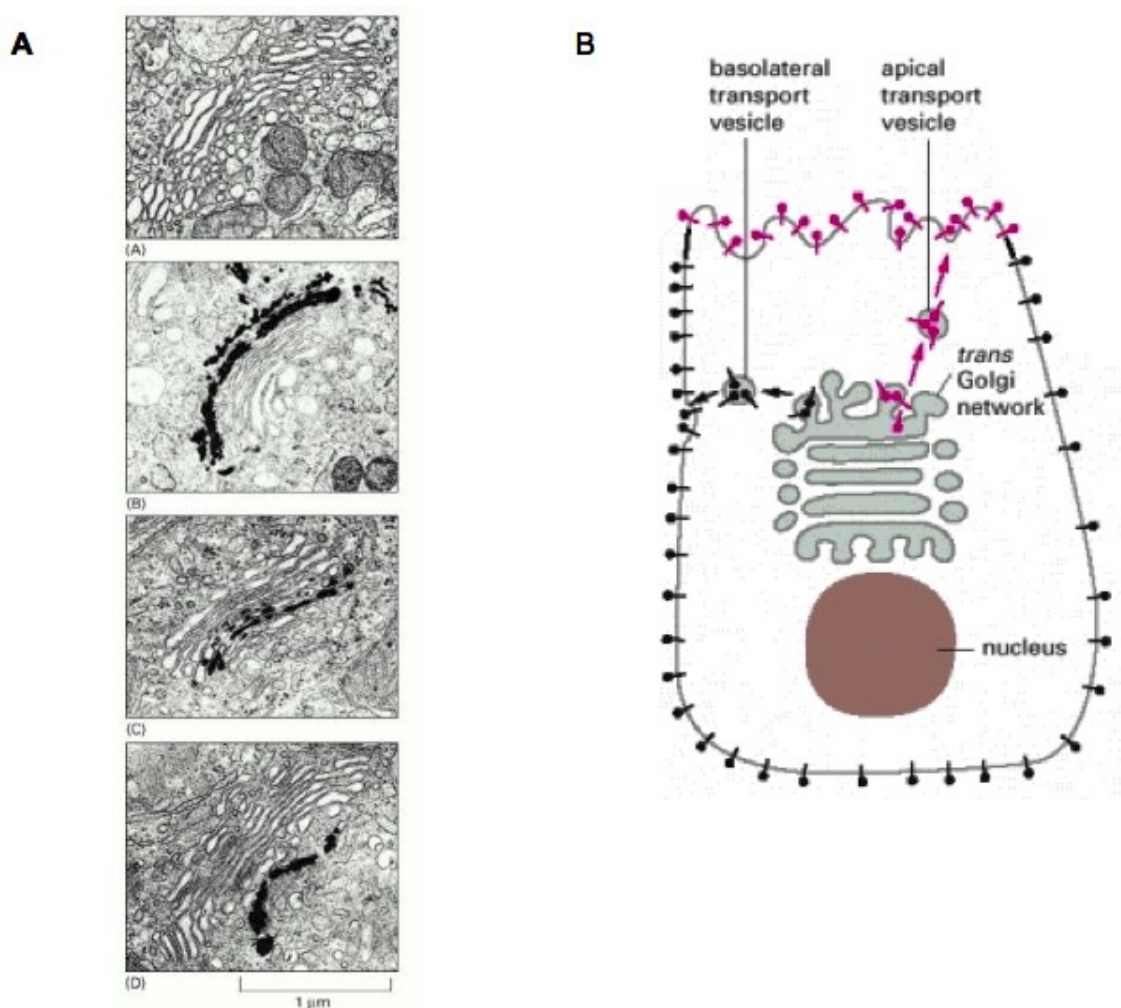 A
(A)
(B)
(C)
(D)
1 μm
B
basolateral
transport
vesicle
apical
transport
vesicle
trans
Golgi
network
nucleus